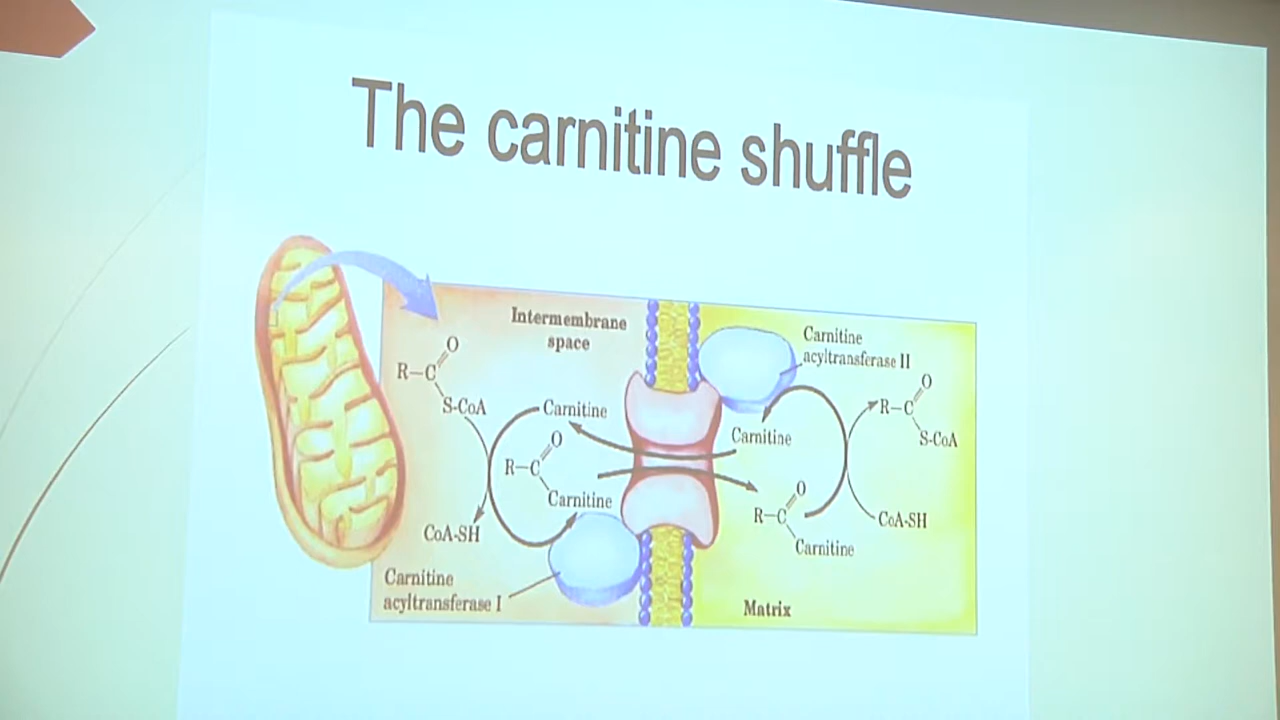 The carnitine shuffle
Intermembrane
space
O
R–C
S-CoA
Carnitine
O
R–C
Carnitine
CoA-SH
Carnitine
acyltransferase I
Carnitine
acyltransferase II
O
R–C
S-CoA
Carnitine
O
R–C
Carnitine
CoA-SH
Matrix